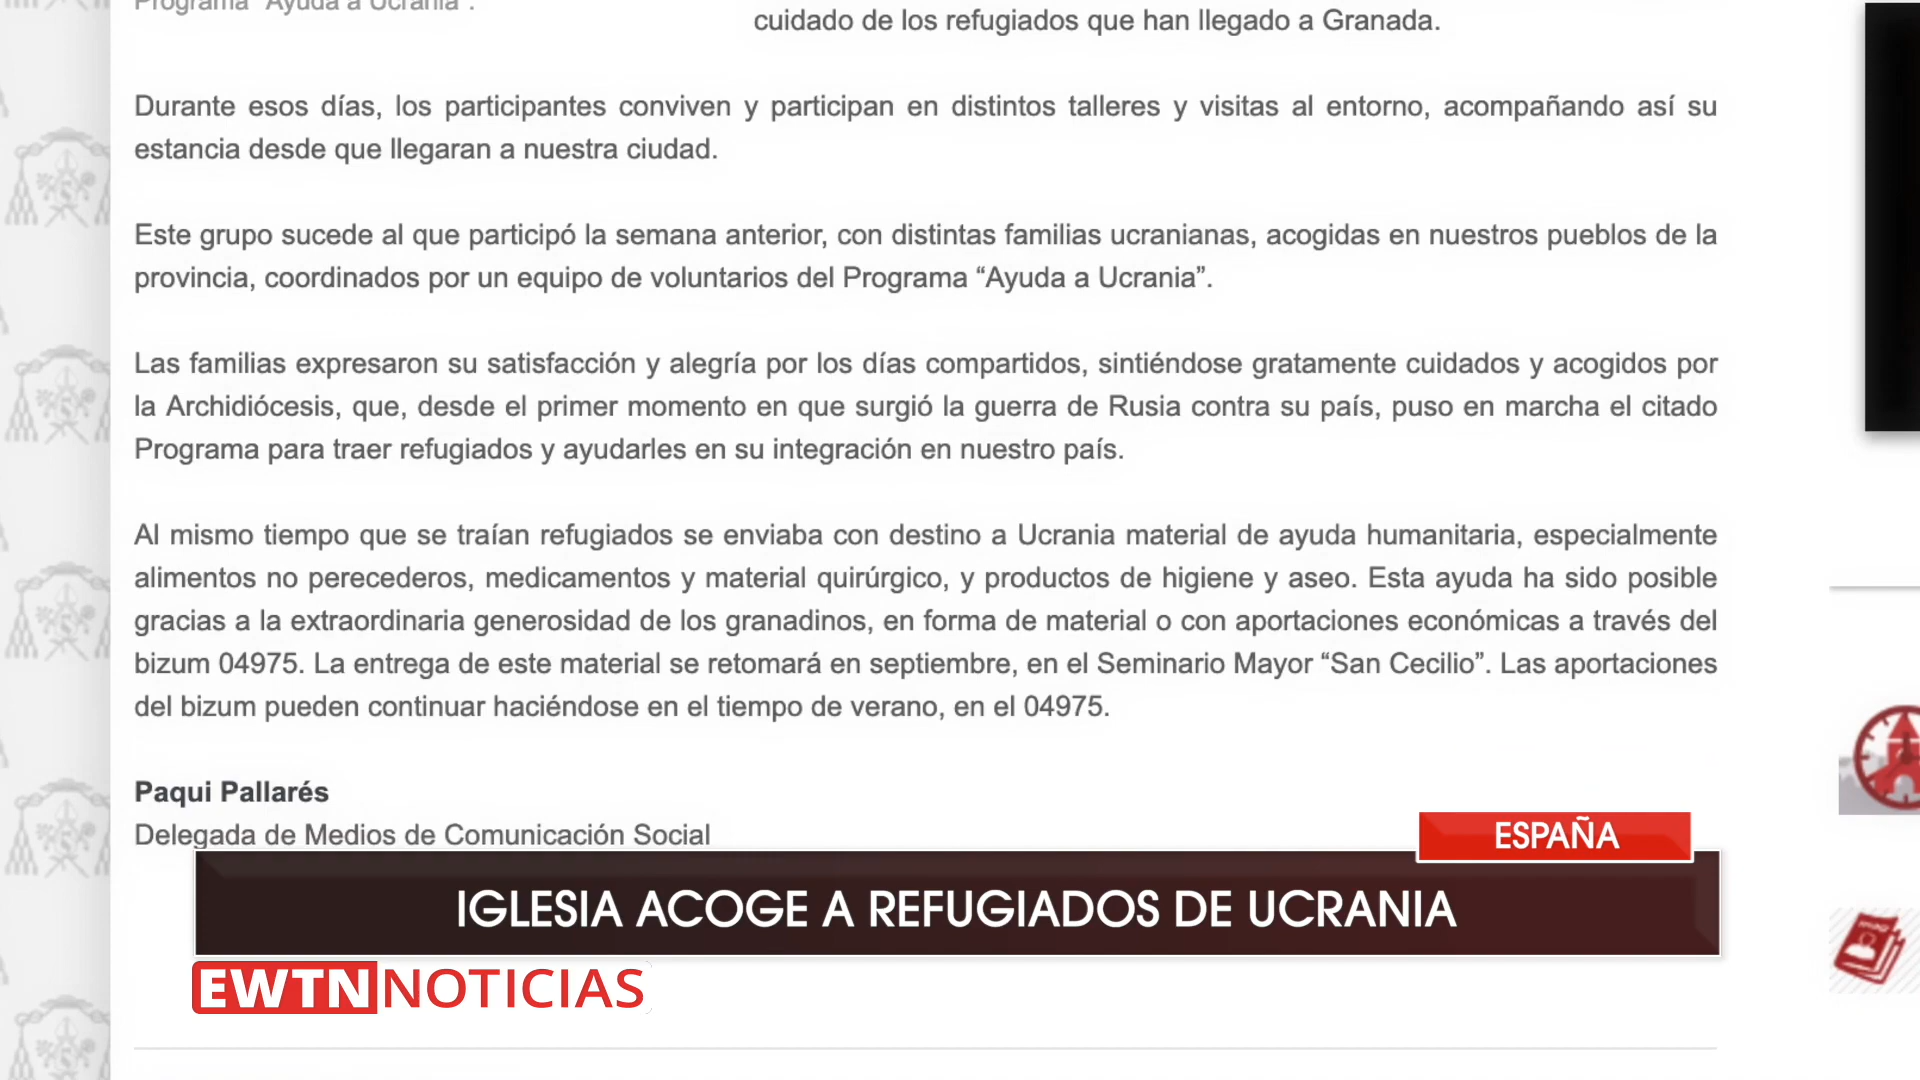 Programa “Ayuda a Ucrania”.
cuidado de los refugiados que han llegado a Granada.
Durante esos días, los participantes conviven y participan en distintos talleres y visitas al entorno, acompañando así su
estancia desde que llegaran a nuestra ciudad.
Este grupo sucede al que participó la semana anterior, con distintas familias ucranianas, acogidas en nuestros pueblos de la
provincia, coordinados por un equipo de voluntarios del Programa “Ayuda a Ucrania”.
Las familias expresaron su satisfacción y alegría por los días compartidos, sintiéndose gratamente cuidados y acogidos por
la Archidiócesis, que, desde el primer momento en que surgió la guerra de Rusia contra su país, puso en marcha el citado
Programa para traer refugiados y ayudarles en su integración en nuestro país.
Al mismo tiempo que se traían refugiados se enviaba con destino a Ucrania material de ayuda humanitaria, especialmente
alimentos no perecederos, medicamentos y material quirúrgico, y productos de higiene y aseo. Esta ayuda ha sido posible
gracias a la extraordinaria generosidad de los granadinos, en forma de material o con aportaciones económicas a través del
bizum 04975. La entrega de este material se retomará en septiembre, en el Seminario Mayor “San Cecilio”. Las aportaciones
del bizum pueden continuar haciéndose en el tiempo de verano, en el 04975.
Paqui Pallarés
Delegada de Medios de Comunicación Social
ESPAÑA
IGLESIA ACOGE A REFUGIADOS DE UCRANIA
EWTN NOTICIAS